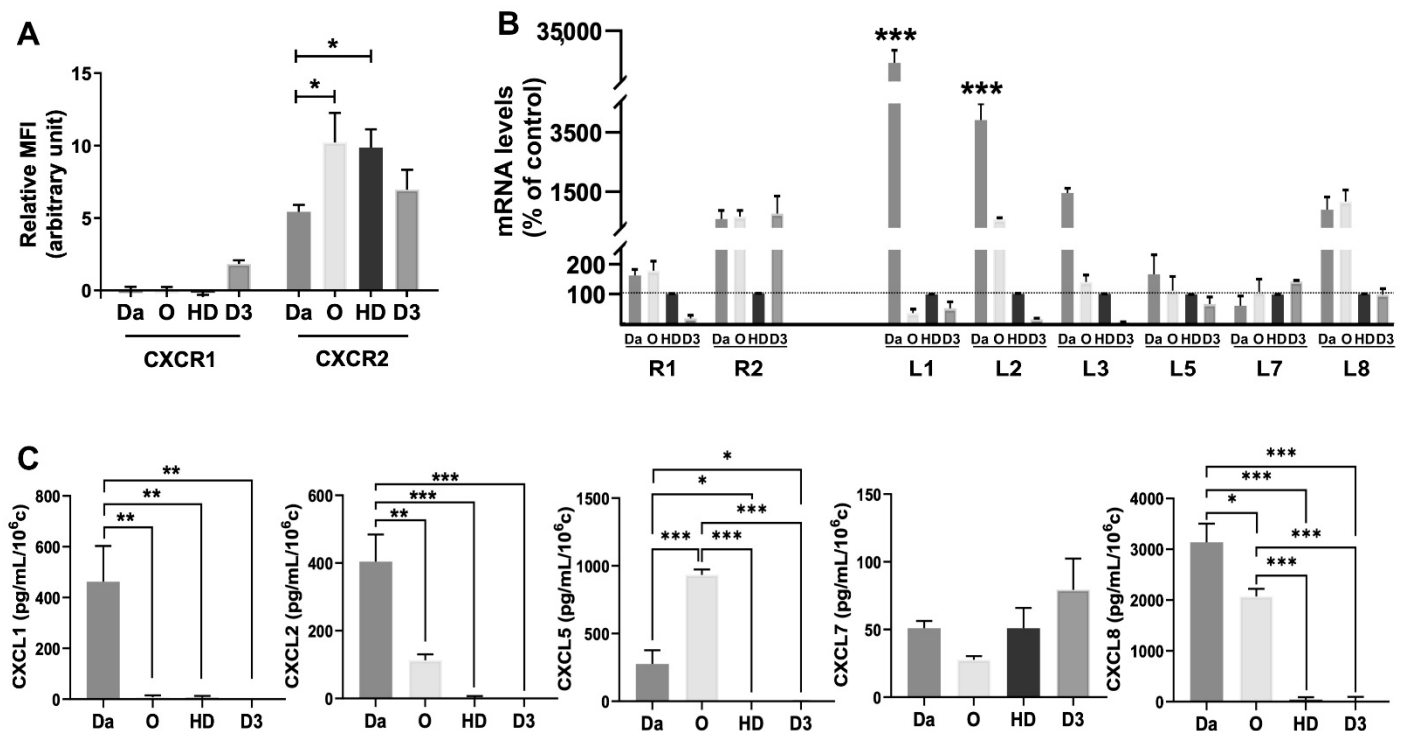 A
Relative MFI
(arbitrary unit)
15
10
5
0
*
*
Da O HD D3 Da O HD D3
CXCR1 CXCR2
B
mRNA levels
(% of control)
35,000
3500
1500
200
100
***
***
Da O HD D3 Da O HD D3 Da O HD D3 Da O HD D3 Da O HD D3 Da O HD D3 Da O HD D3 Da O HD D3
R1 R2 L1 L2 L3 L5 L7 L8
C
CXCL1 (pg/mL/10⁶c)
800
600
400
200
0
**
**
**
Da O HD D3
CXCL2 (pg/mL/10⁶c)
600
400
200
0
***
***
**
Da O HD D3
CXCL5 (pg/mL/10⁶c)
1500
1000
500
0
*
*
***
*** ***
Da O HD D3
CXCL7 (pg/mL/10⁶c)
150
100
50
0
Da O HD D3
CXCL8 (pg/mL/10⁶c)
4000
3000
2000
1000
0
***
***
*
***
***
Da O HD D3